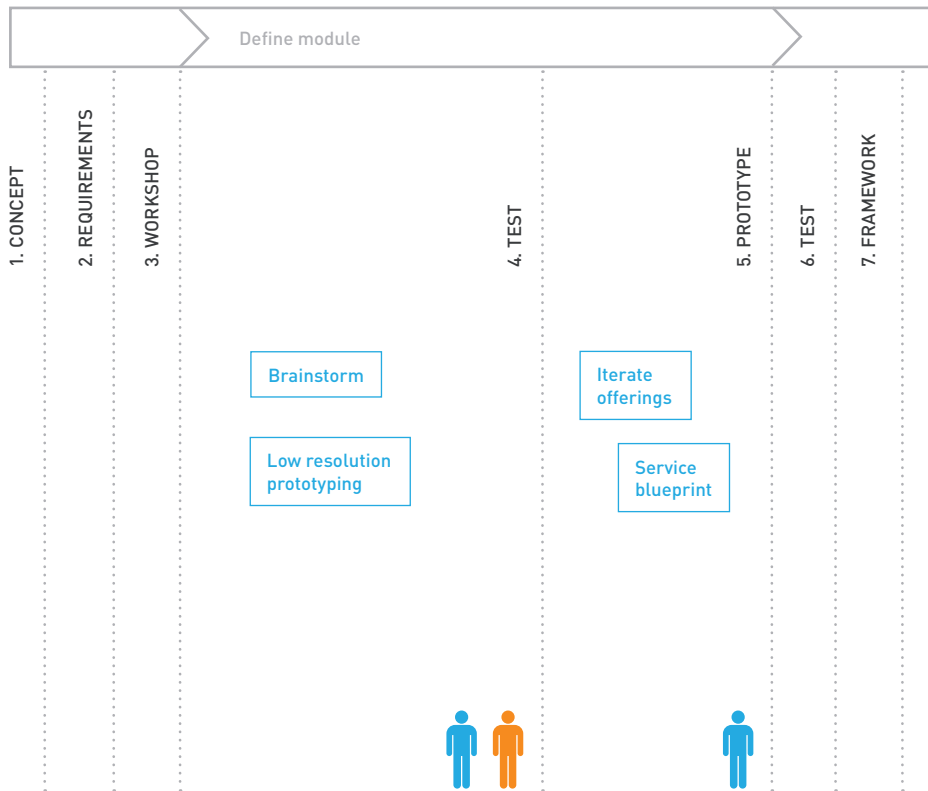 Define module
1. CONCEPT
2. REQUIREMENTS
3. WORKSHOP
4. TEST
5. PROTOTYPE
6. TEST
7. FRAMEWORK
Brainstorm
Low resolution
prototyping
Iterate
offerings
Service
blueprint